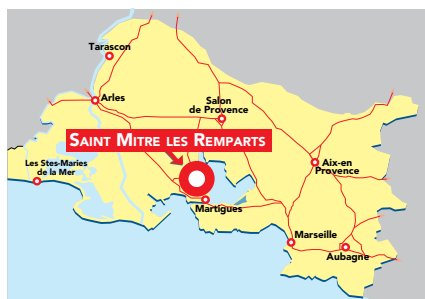 Tarascon
Arles
Salon
de Provence
SAINT MITRE LES REMPARTS
Les Stes-Maries
de la Mer
Aix-en
Provence
Martigues
Marseille
Aubagne